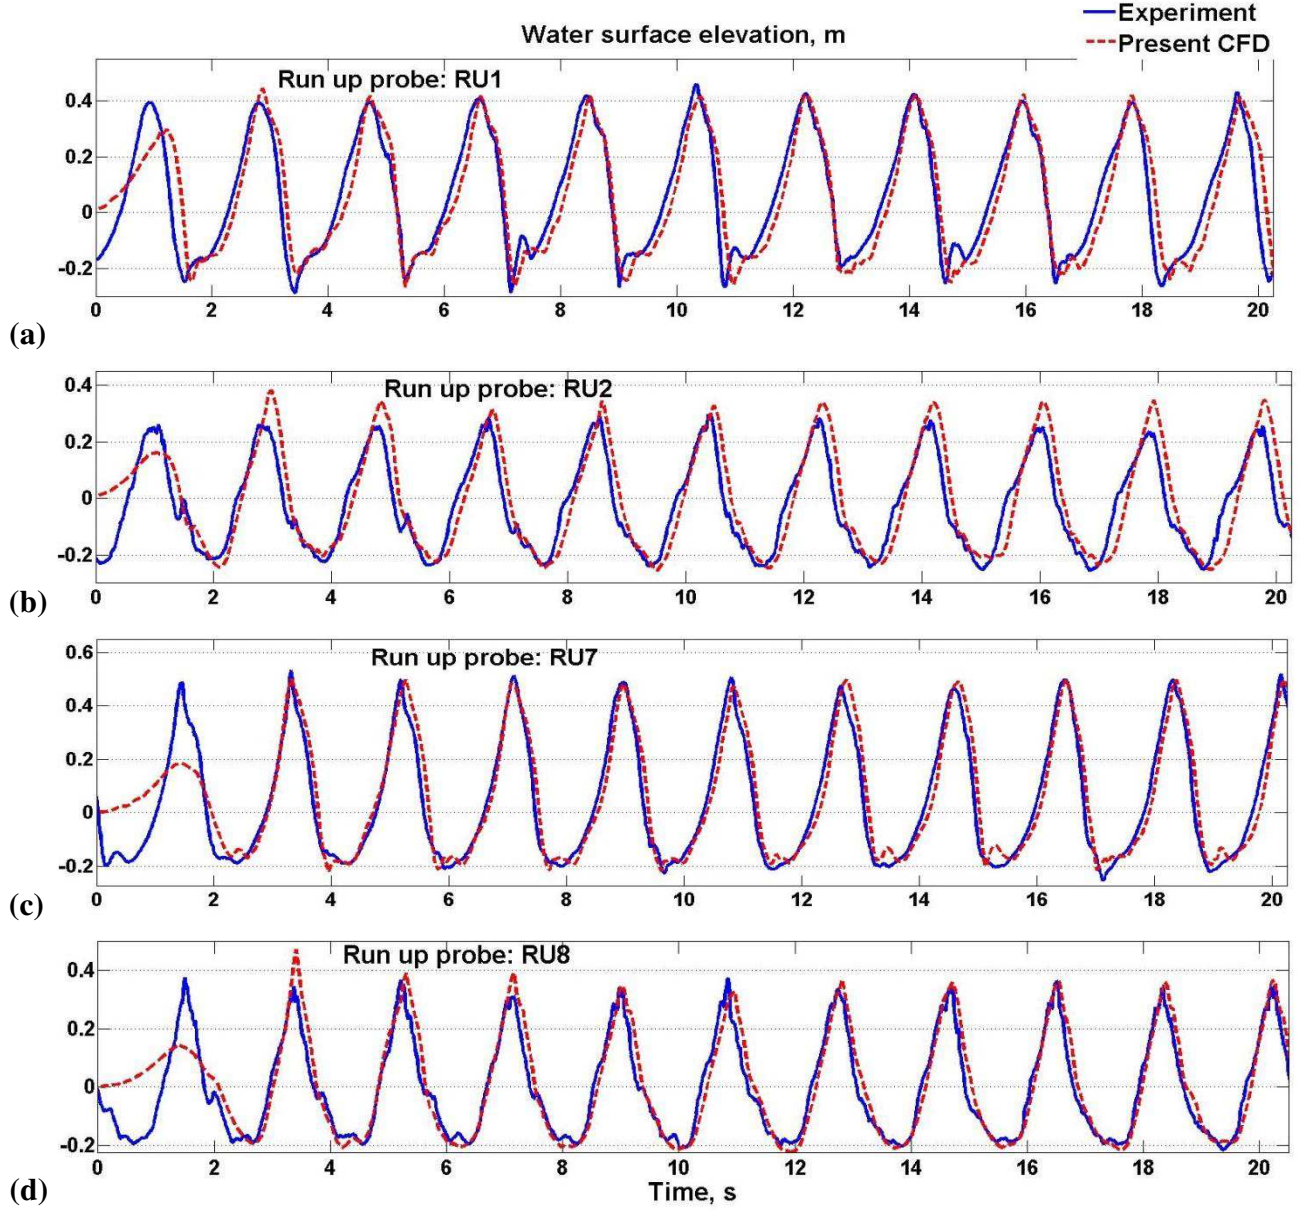 Experiment
Water surface elevation, m
Present CFD
Run up probe: RU1
0.4
0.2
0
-0.2
0 2 4 6 8 10 12 14 16 18 20
(a)
Run up probe: RU2
0.4
0.2
0
-0.2
0 2 4 6 8 10 12 14 16 18 20
(b)
0.6
Run up probe: RU7
0.4
0.2
0
-0.2
0 2 4 6 8 10 12 14 16 18 20
(c)
Run up probe: RU8
0.4
0.2
0
-0.2
0 2 4 6 8 10 12 14 16 18 20
(d)
Time, s